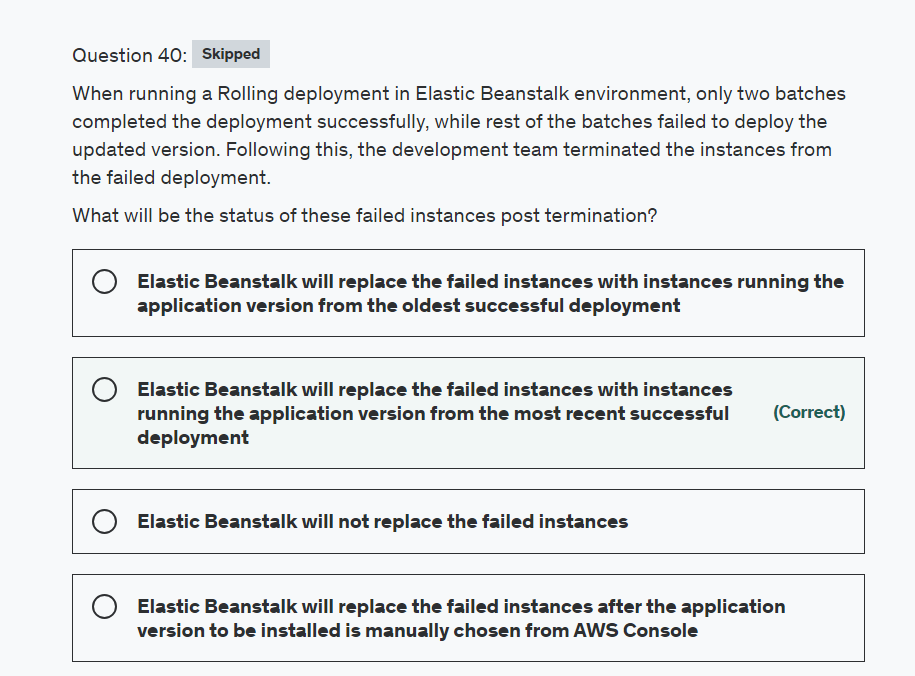 Question 40: Skipped
When running a Rolling deployment in Elastic Beanstalk environment, only two batches
completed the deployment successfully, while rest of the batches failed to deploy the
updated version. Following this, the development team terminated the instances from
the failed deployment.
What will be the status of these failed instances post termination?
Elastic Beanstalk will replace the failed instances with instances running the
application version from the oldest successful deployment
Elastic Beanstalk will replace the failed instances with instances
running the application version from the most recent successful
deployment
(Correct)
Elastic Beanstalk will not replace the failed instances
Elastic Beanstalk will replace the failed instances after the application
version to be installed is manually chosen from AWS Console